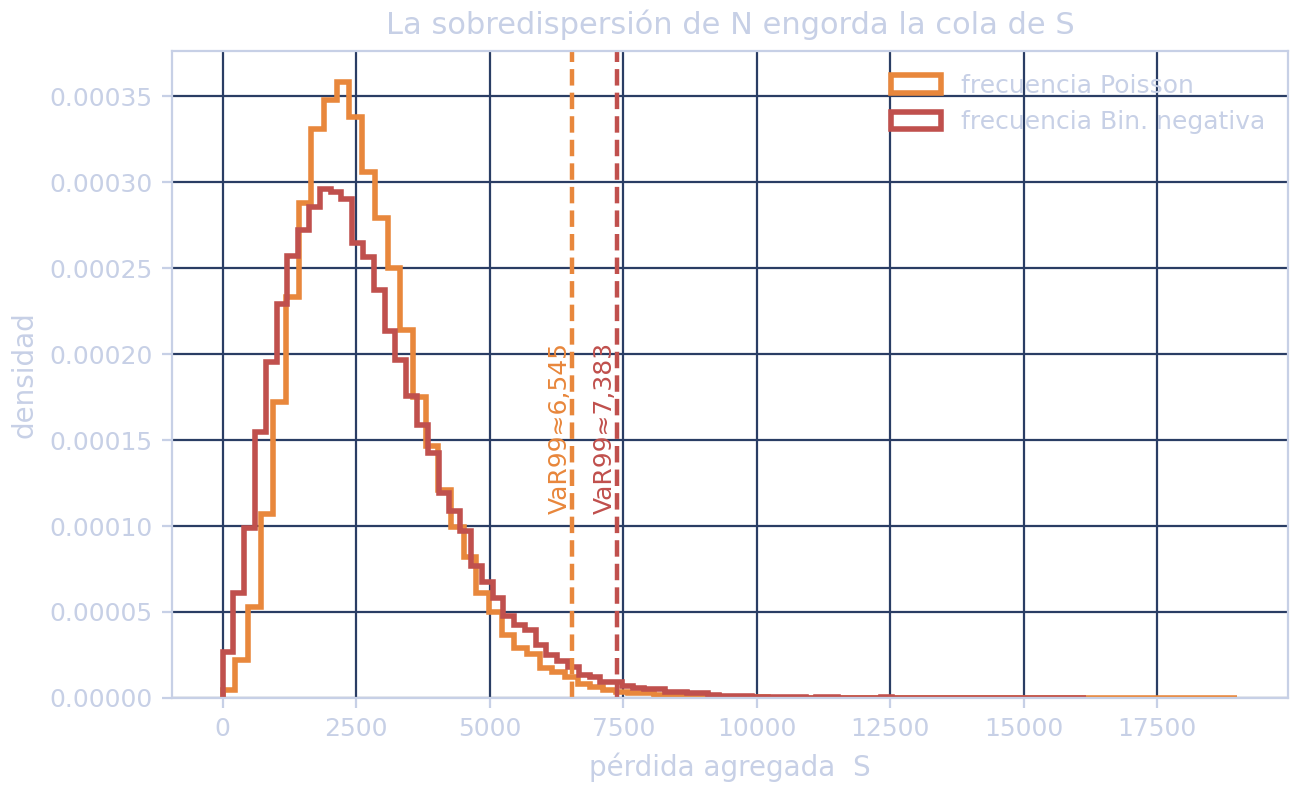 La sobredispersión de N engorda la cola de S
frecuencia Poisson
frecuencia Bin. negativa
densidad
0.00035
0.00030
0.00025
0.00020
0.00015
0.00010
0.00005
0.00000
VaR99≈6,545
VaR99≈7,383
0 2500 5000 7500 10000 12500 15000 17500
pérdida agregada S